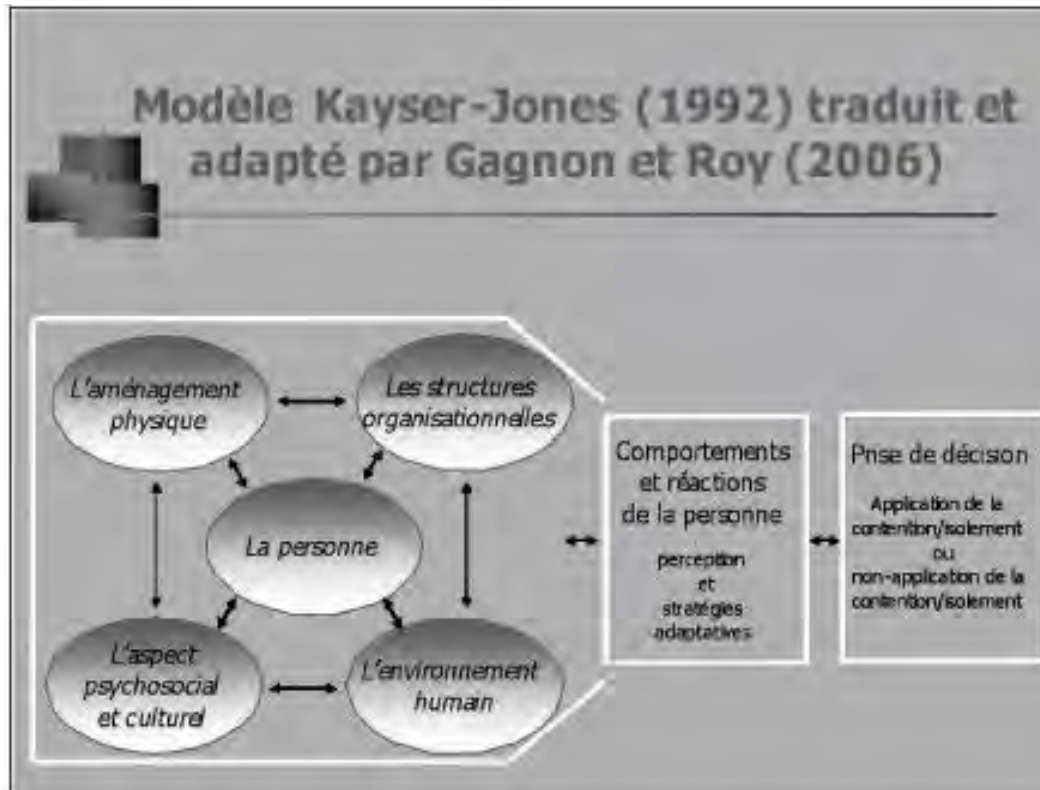 Modèle Kayser-Jones (1992) traduit et
adapté par Gagnon et Roy (2006)
L'aménagement
physique
Les structures
organisationnelles
La personne
L'aspect
psychosocial
et culturel
L'environnement
humain
Comportements
et réactions
de la personne
perception
et
stratégies
adaptatives
Prise de décision
Application de la
contention/isolement
ou
non-application de la
contention/isolement